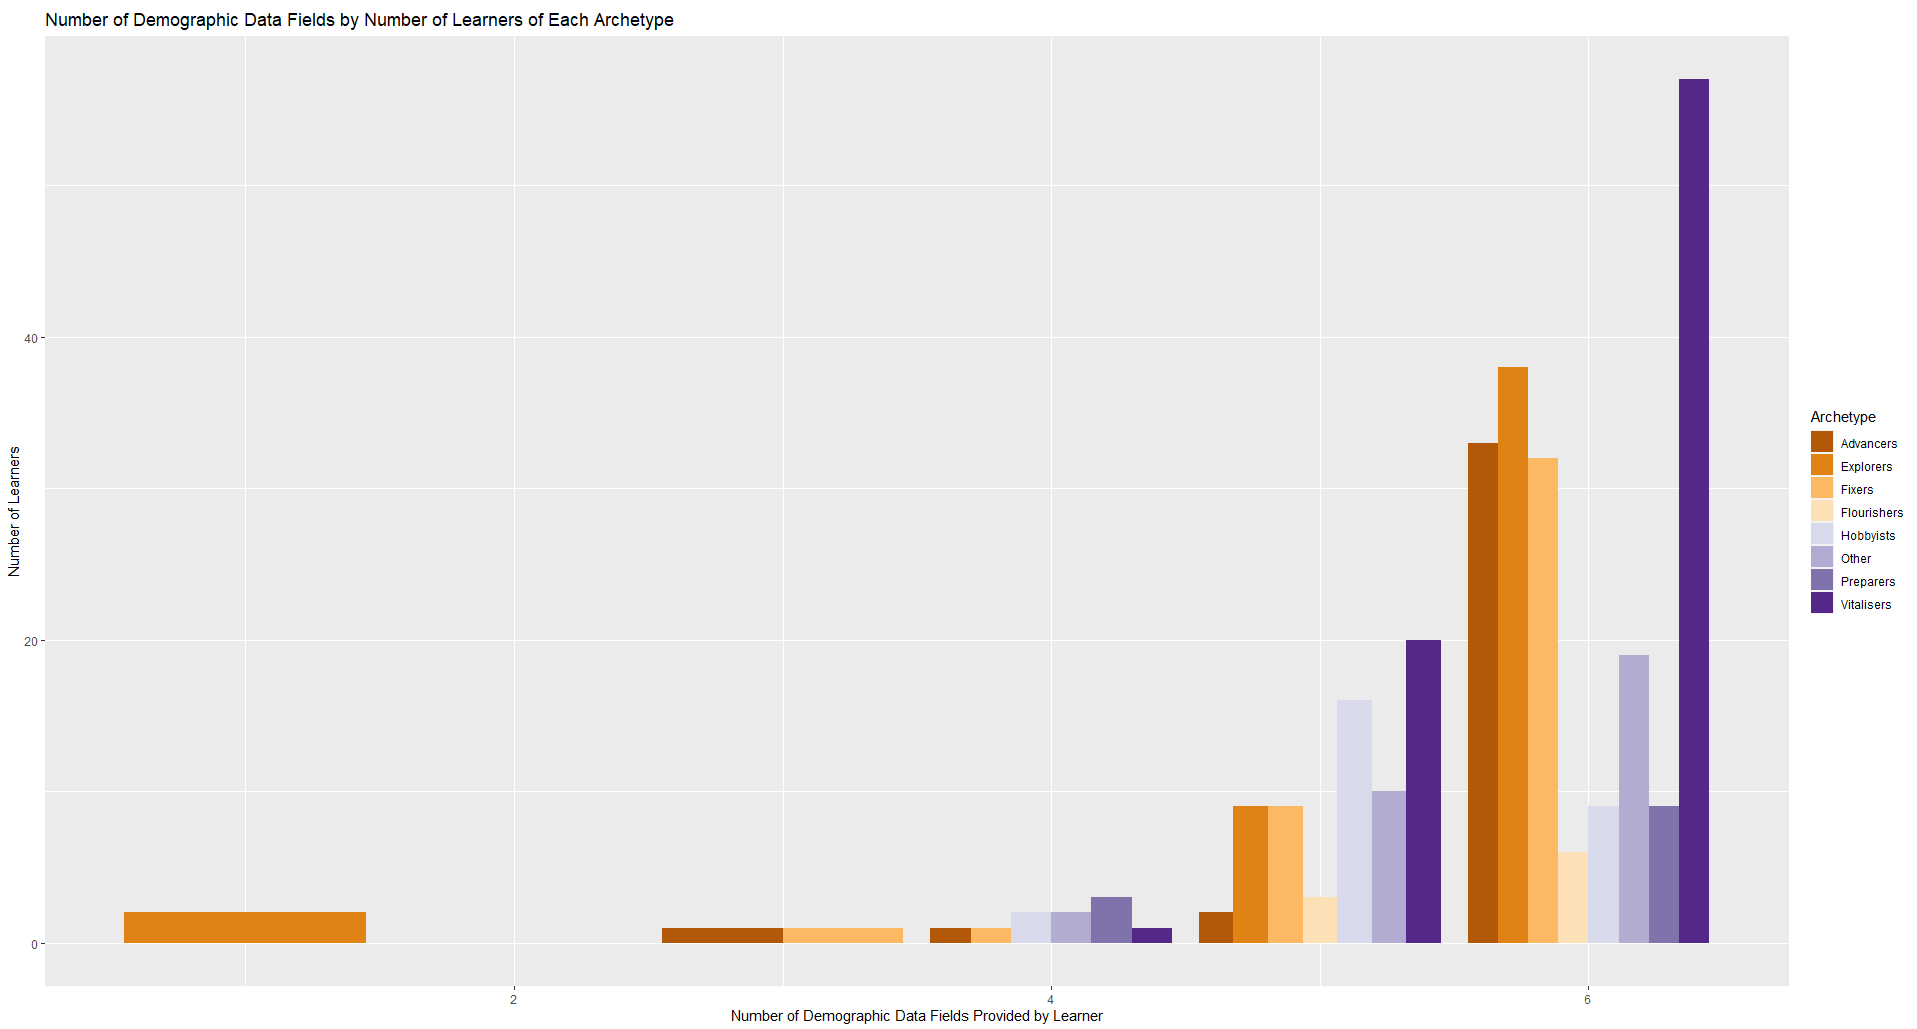 Number of Demographic Data Fields by Number of Learners of Each Archetype
Number of Learners
40
20
0
2
4
6
Number of Demographic Data Fields Provided by Learner
Archetype
Advancers
Explorers
Fixers
Flourishers
Hobbyists
Other
Preparers
Vitalisers